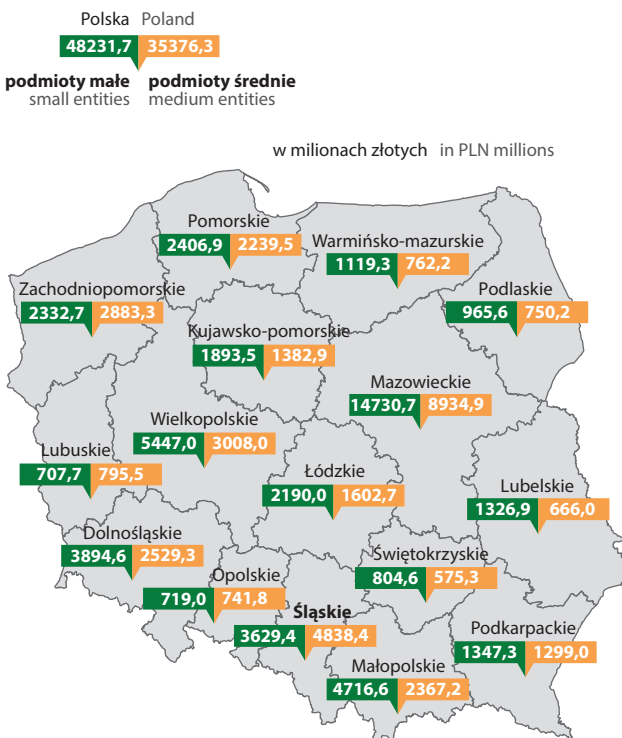 Polska Poland
48231,7 35376,3
podmioty małe podmioty średnie
small entities medium entities
w milionach złotych in PLN millions
Pomorskie
2406,9 2239,5
Warmińsko-mazurskie
1119,3 762,2
Zachodniopomorskie
2332,7 2883,3
Podlaskie
965,6 750,2
Kujawsko-pomorskie
1893,5 1382,9
Mazowieckie
14730,7 8934,9
Wielkopolskie
5447,0 3008,0
Lubuskie
707,7 795,5
Łódzkie
2190,0 1602,7
Lubelskie
1326,9 666,0
Dolnośląskie
3894,6 2529,3
Świętokrzyskie
804,6 575,3
Opolskie
719,0 741,8
Śląskie
3629,4 4838,4
Podkarpackie
1347,3 1299,0
Małopolskie
4716,6 2367,2